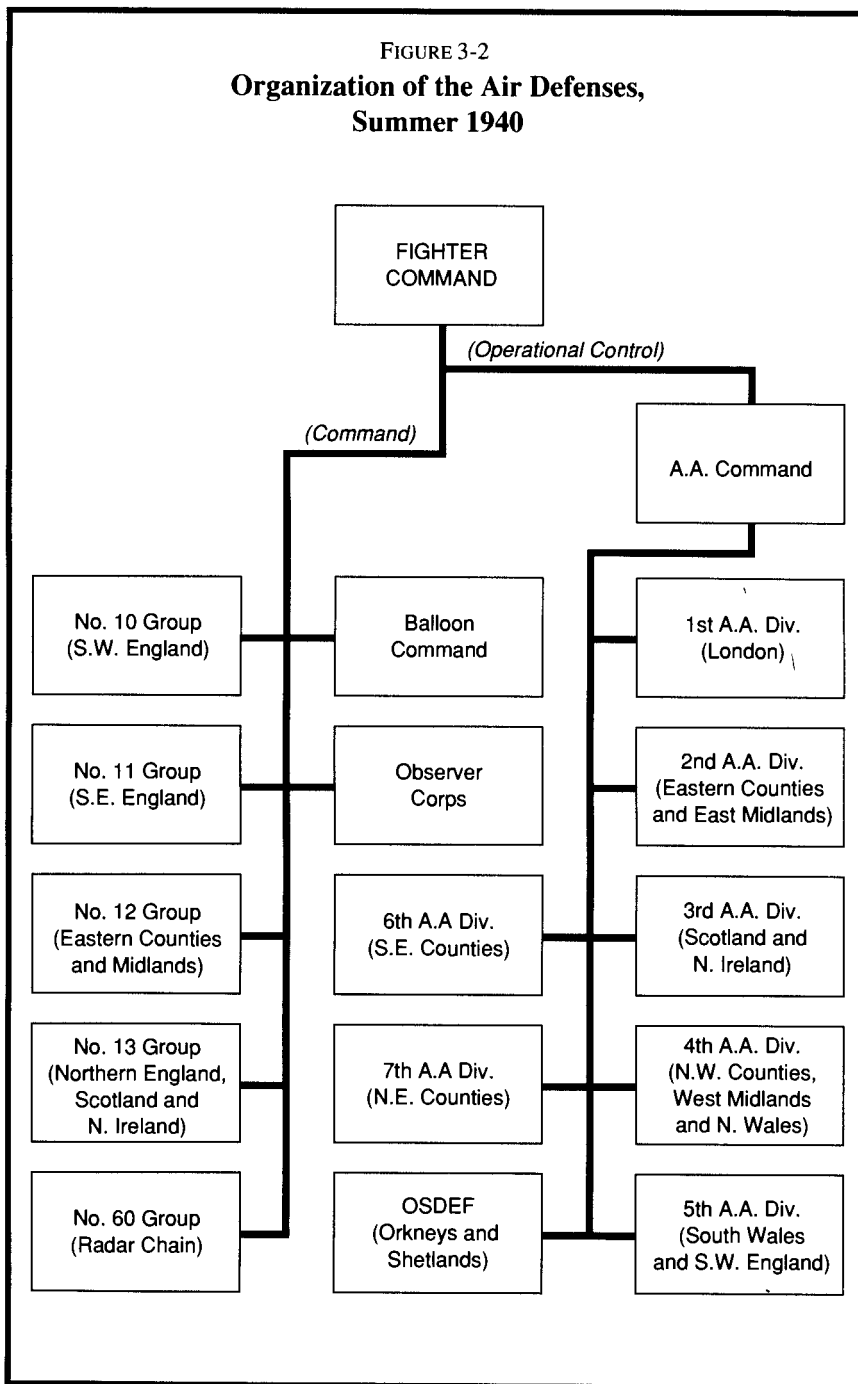 FIGURE 3-2
Organization of the Air Defenses,
Summer 1940
FIGHTER
COMMAND
(Operational Control)
(Command)
A.A. Command
No. 10 Group
(S.W. England)
Balloon
Command
1st A.A. Div.
(London)
No. 11 Group
(S.E. England)
Observer
Corps
2nd A.A. Div.
(Eastern Counties
and East Midlands)
No. 12 Group
(Eastern Counties
and Midlands)
6th A.A Div.
(S.E. Counties)
3rd A.A. Div.
(Scotland and
N. Ireland)
No. 13 Group
(Northern England,
Scotland and
N. Ireland)
7th A.A Div.
(N.E. Counties)
4th A.A. Div.
(N.W. Counties,
West Midlands
and N. Wales)
No. 60 Group
(Radar Chain)
OSDEF
(Orkneys and
Shetlands)
5th A.A. Div.
(South Wales
and S.W. England)